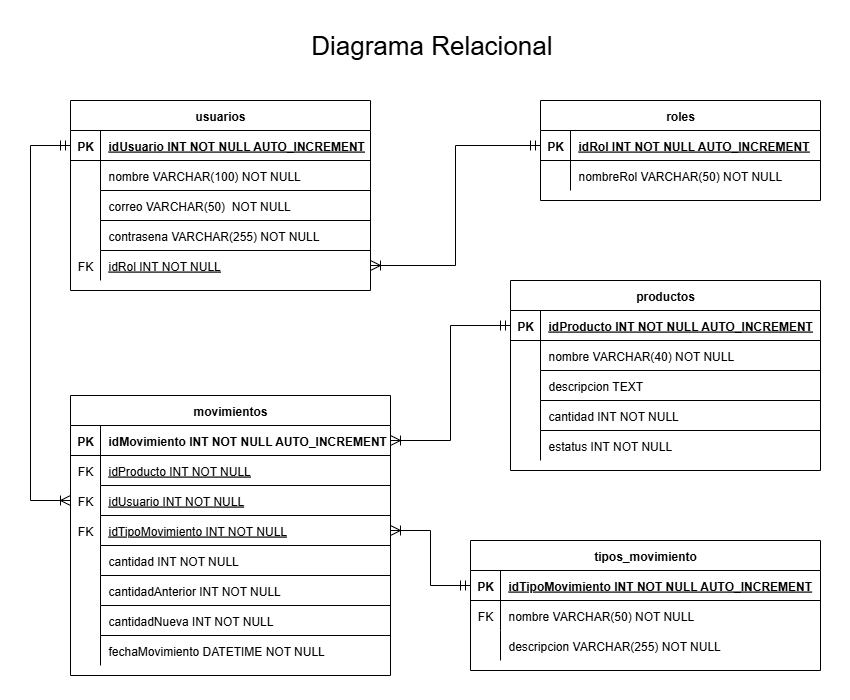 Diagrama Relacional
usuarios
PK idUsuario INT NOT NULL AUTO_INCREMENT
nombre VARCHAR(100) NOT NULL
correo VARCHAR(50)  NOT NULL
contrasena VARCHAR(255) NOT NULL
FK idRol INT NOT NULL
roles
PK idRol INT NOT NULL AUTO_INCREMENT
nombreRol VARCHAR(50) NOT NULL
productos
PK idProducto INT NOT NULL AUTO_INCREMENT
nombre VARCHAR(40) NOT NULL
descripcion TEXT
cantidad INT NOT NULL
estatus INT NOT NULL
movimientos
PK idMovimiento INT NOT NULL AUTO_INCREMENT
FK idProducto INT NOT NULL
FK idUsuario INT NOT NULL
FK idTipoMovimiento INT NOT NULL
cantidad INT NOT NULL
cantidadAnterior INT NOT NULL
cantidadNueva INT NOT NULL
fechaMovimiento DATETIME NOT NULL
tipos_movimiento
PK idTipoMovimiento INT NOT NULL AUTO_INCREMENT
FK nombre VARCHAR(50) NOT NULL
descripcion VARCHAR(255) NOT NULL